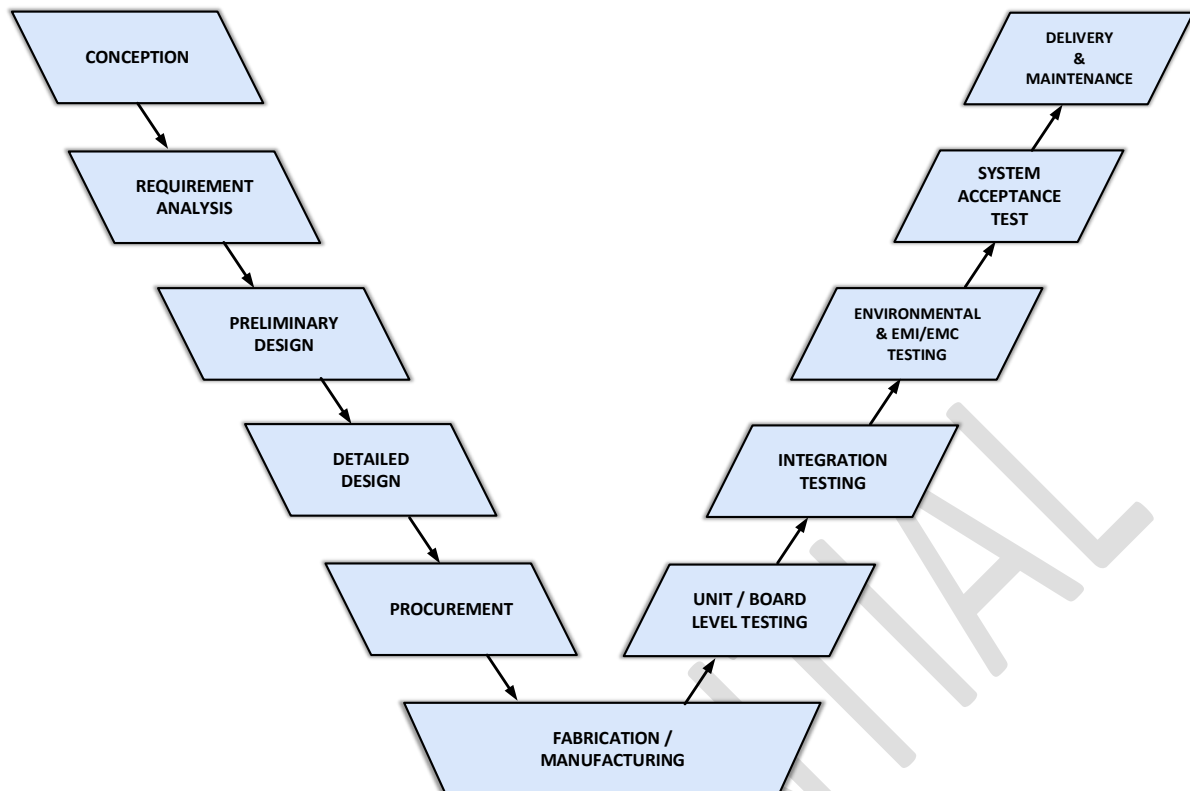 CONCEPTION
REQUIREMENT
ANALYSIS
PRELIMINARY
DESIGN
DETAILED
DESIGN
PROCUREMENT
FABRICATION /
MANUFACTURING
UNIT / BOARD
LEVEL TESTING
INTEGRATION
TESTING
ENVIRONMENTAL
& EMI/EMC
TESTING
SYSTEM
ACCEPTANCE
TEST
DELIVERY
&
MAINTENANCE